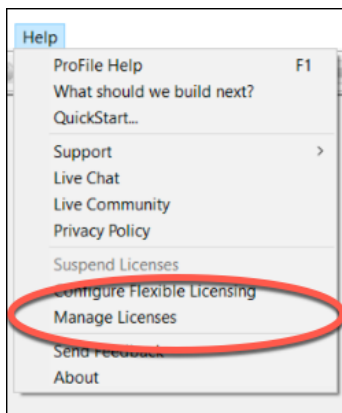 Help
ProFile Help F1
What should we build next?
QuickStart...
Support >
Live Chat
Live Community
Privacy Policy
Suspend Licenses
Configure Flexible Licensing
Manage Licenses
Send Feedback
About